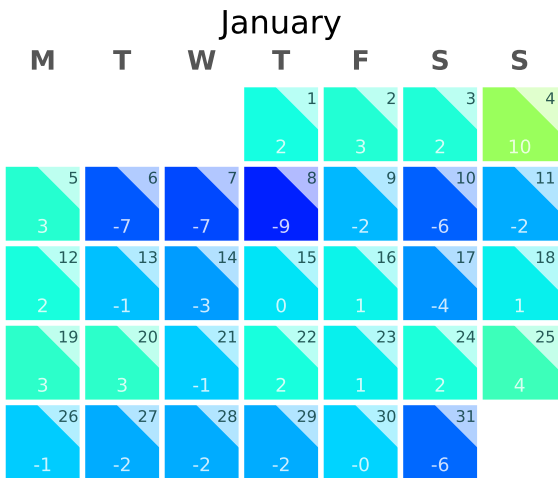 January
M T W T F S S
1 2 3 4
2 3 2 10
5 6 7 8 9 10 11
3 -7 -7 -9 -2 -6 -2
12 13 14 15 16 17 18
2 -1 -3 0 1 -4 1
19 20 21 22 23 24 25
3 3 -1 2 1 2 4
26 27 28 29 30 31
-1 -2 -2 -2 -0 -6